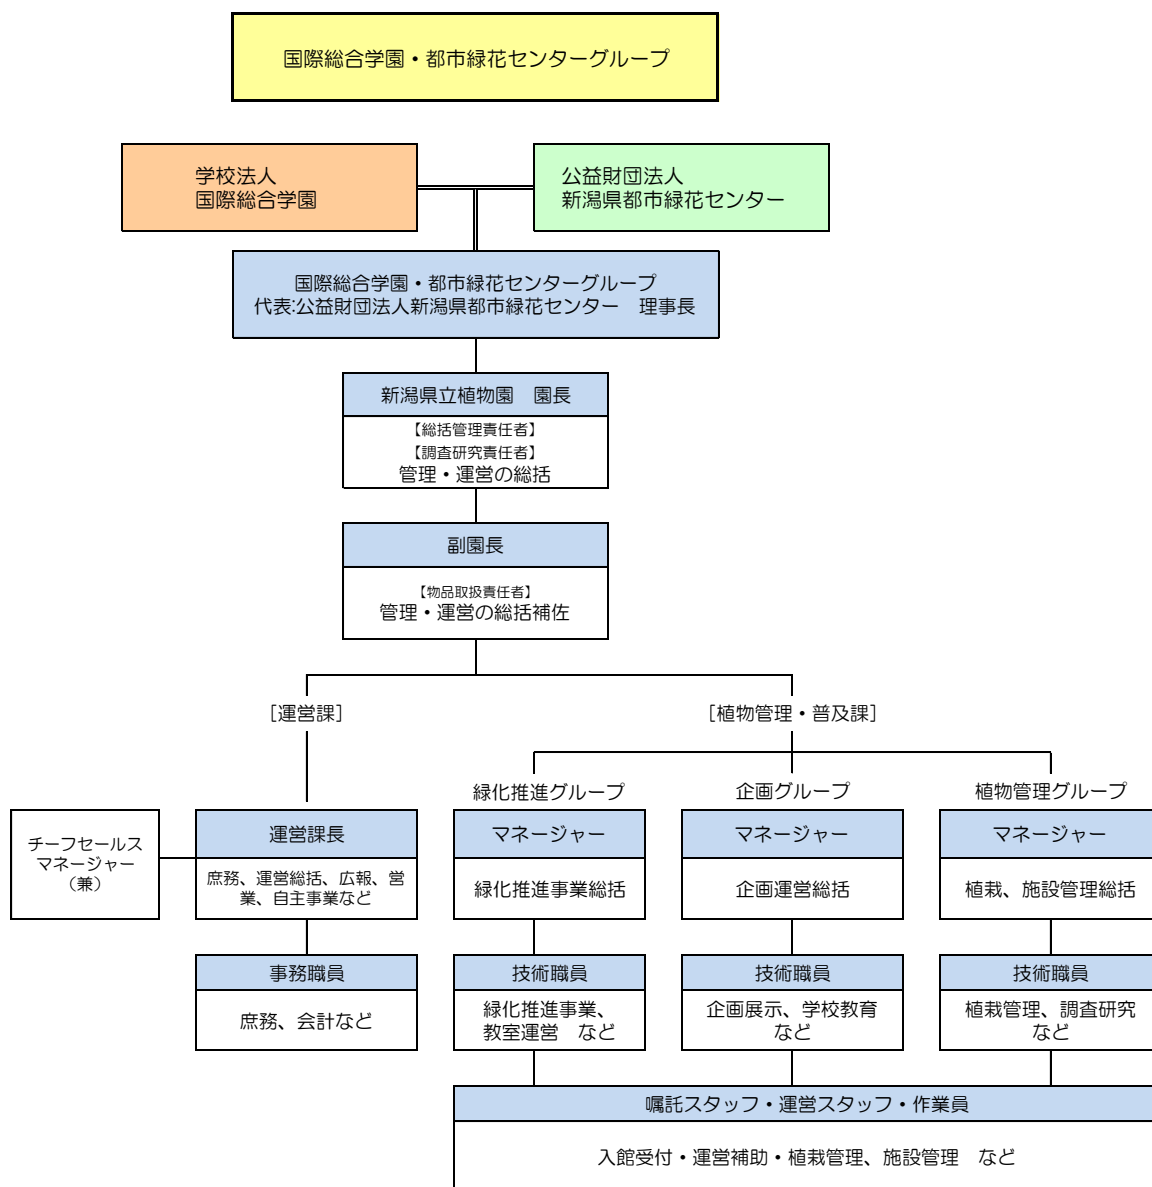 国際総合学園・都市緑花センターグループ
学校法人
国際総合学園
公益財団法人
新潟県都市緑花センター
国際総合学園・都市緑花センターグループ
代表:公益財団法人新潟県都市緑花センター　理事長
新潟県立植物園　園長
【総括管理責任者】
【調査研究責任者】
管理・運営の総括
副園長
【物品取扱責任者】
管理・運営の総括補佐
[運営課]
[植物管理・普及課]
緑化推進グループ
企画グループ
植物管理グループ
チーフセールス
マネージャー
（兼）
運営課長
庶務、運営総括、広報、営
業、自主事業など
マネージャー
緑化推進事業総括
マネージャー
企画運営総括
マネージャー
植栽、施設管理総括
事務職員
庶務、会計など
技術職員
緑化推進事業、
教室運営　など
技術職員
企画展示、学校教育
など
技術職員
植栽管理、調査研究
など
嘱託スタッフ・運営スタッフ・作業員
入館受付・運営補助・植栽管理、施設管理　など